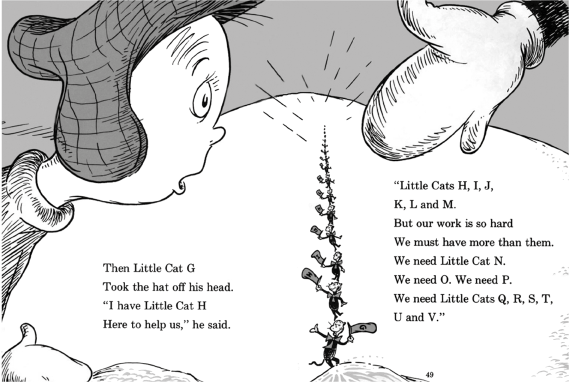 Then Little Cat G
Took the hat off his head.
“I have Little Cat H
Here to help us,” he said.
“Little Cats H, I, J,
K, L and M.
But our work is so hard
We must have more than them.
We need Little Cat N.
We need O. We need P.
We need Little Cats Q, R, S, T,
U and V.”
G
49